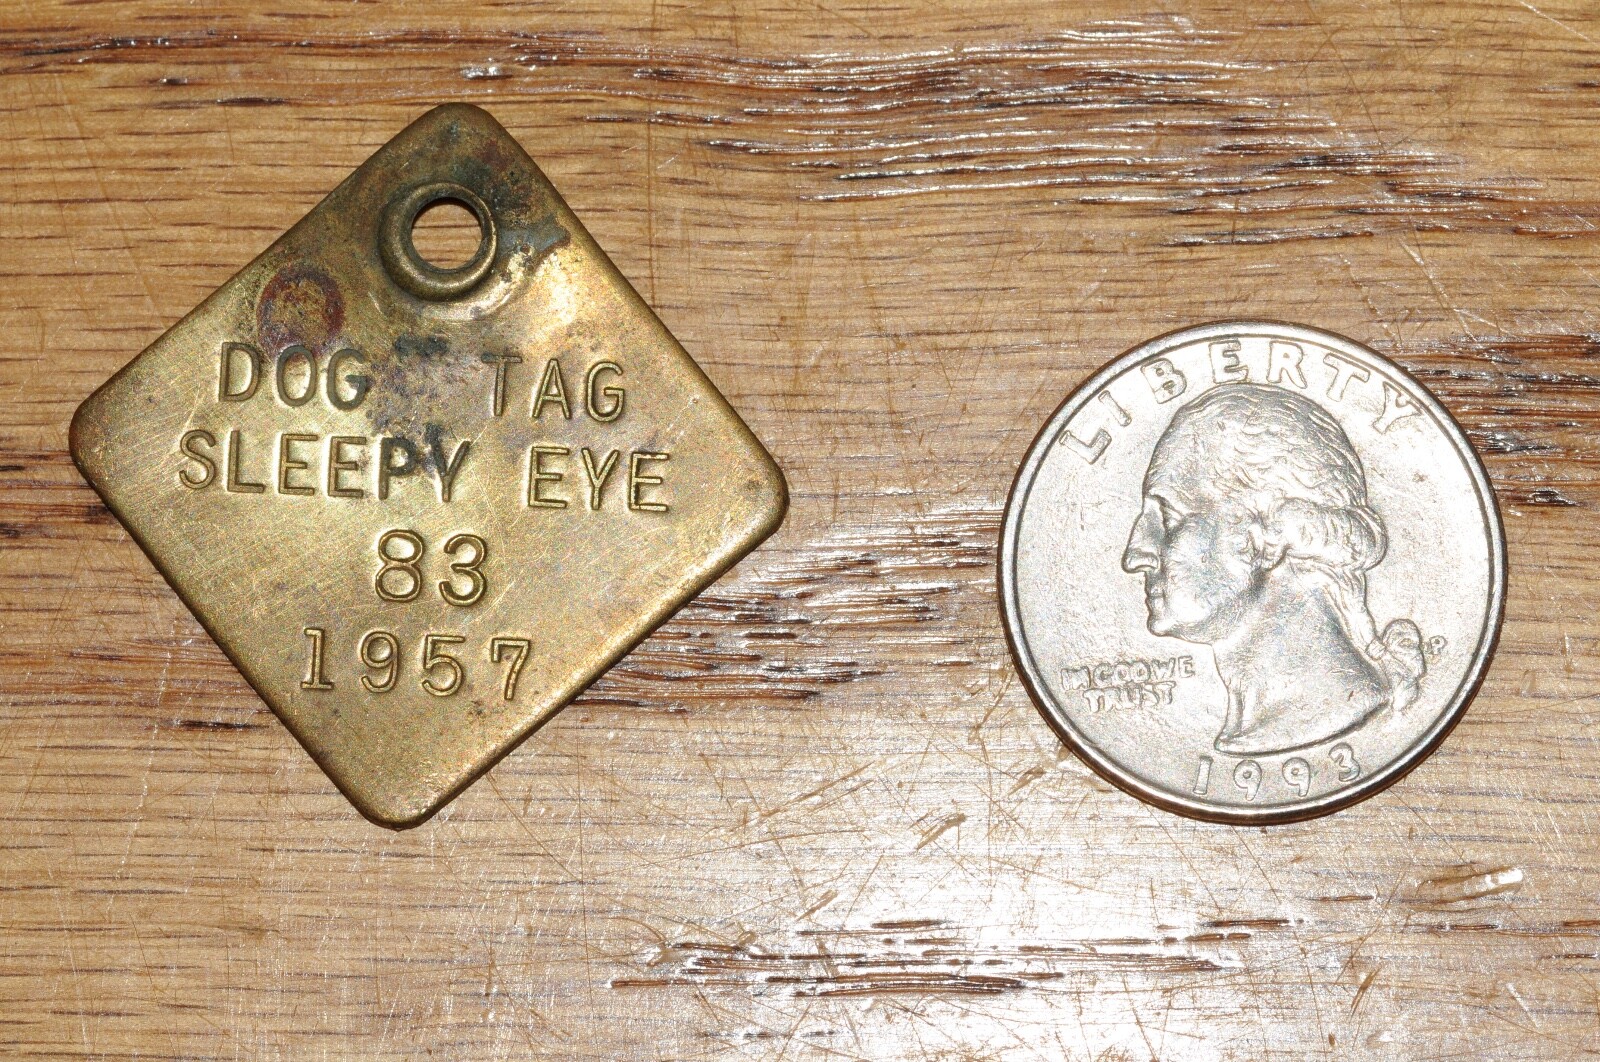 DOG TAG
SLEEPY EYE
83
1957
LIBERTY
IN GOD WE
TRUST
P
1993